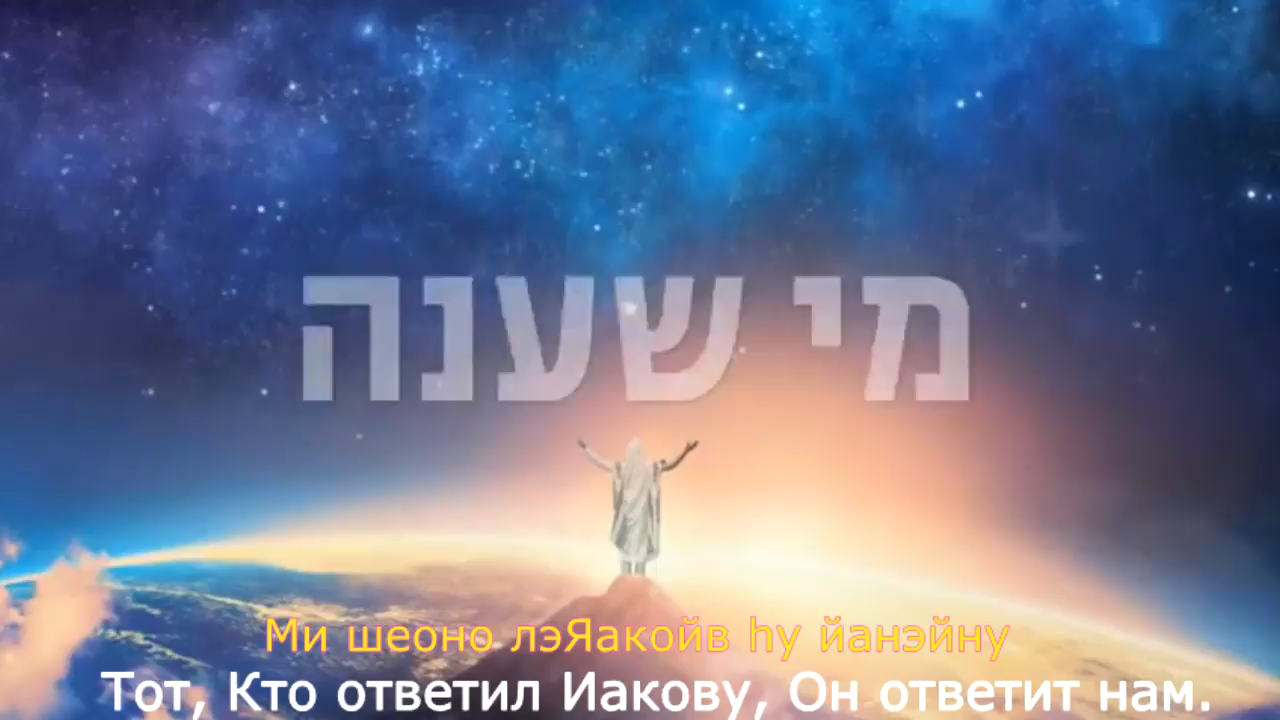 מי שענה
Ми шеоно лэЯакойв hу йанэйну
Тот, Кто ответил Иакову, Он ответит нам.